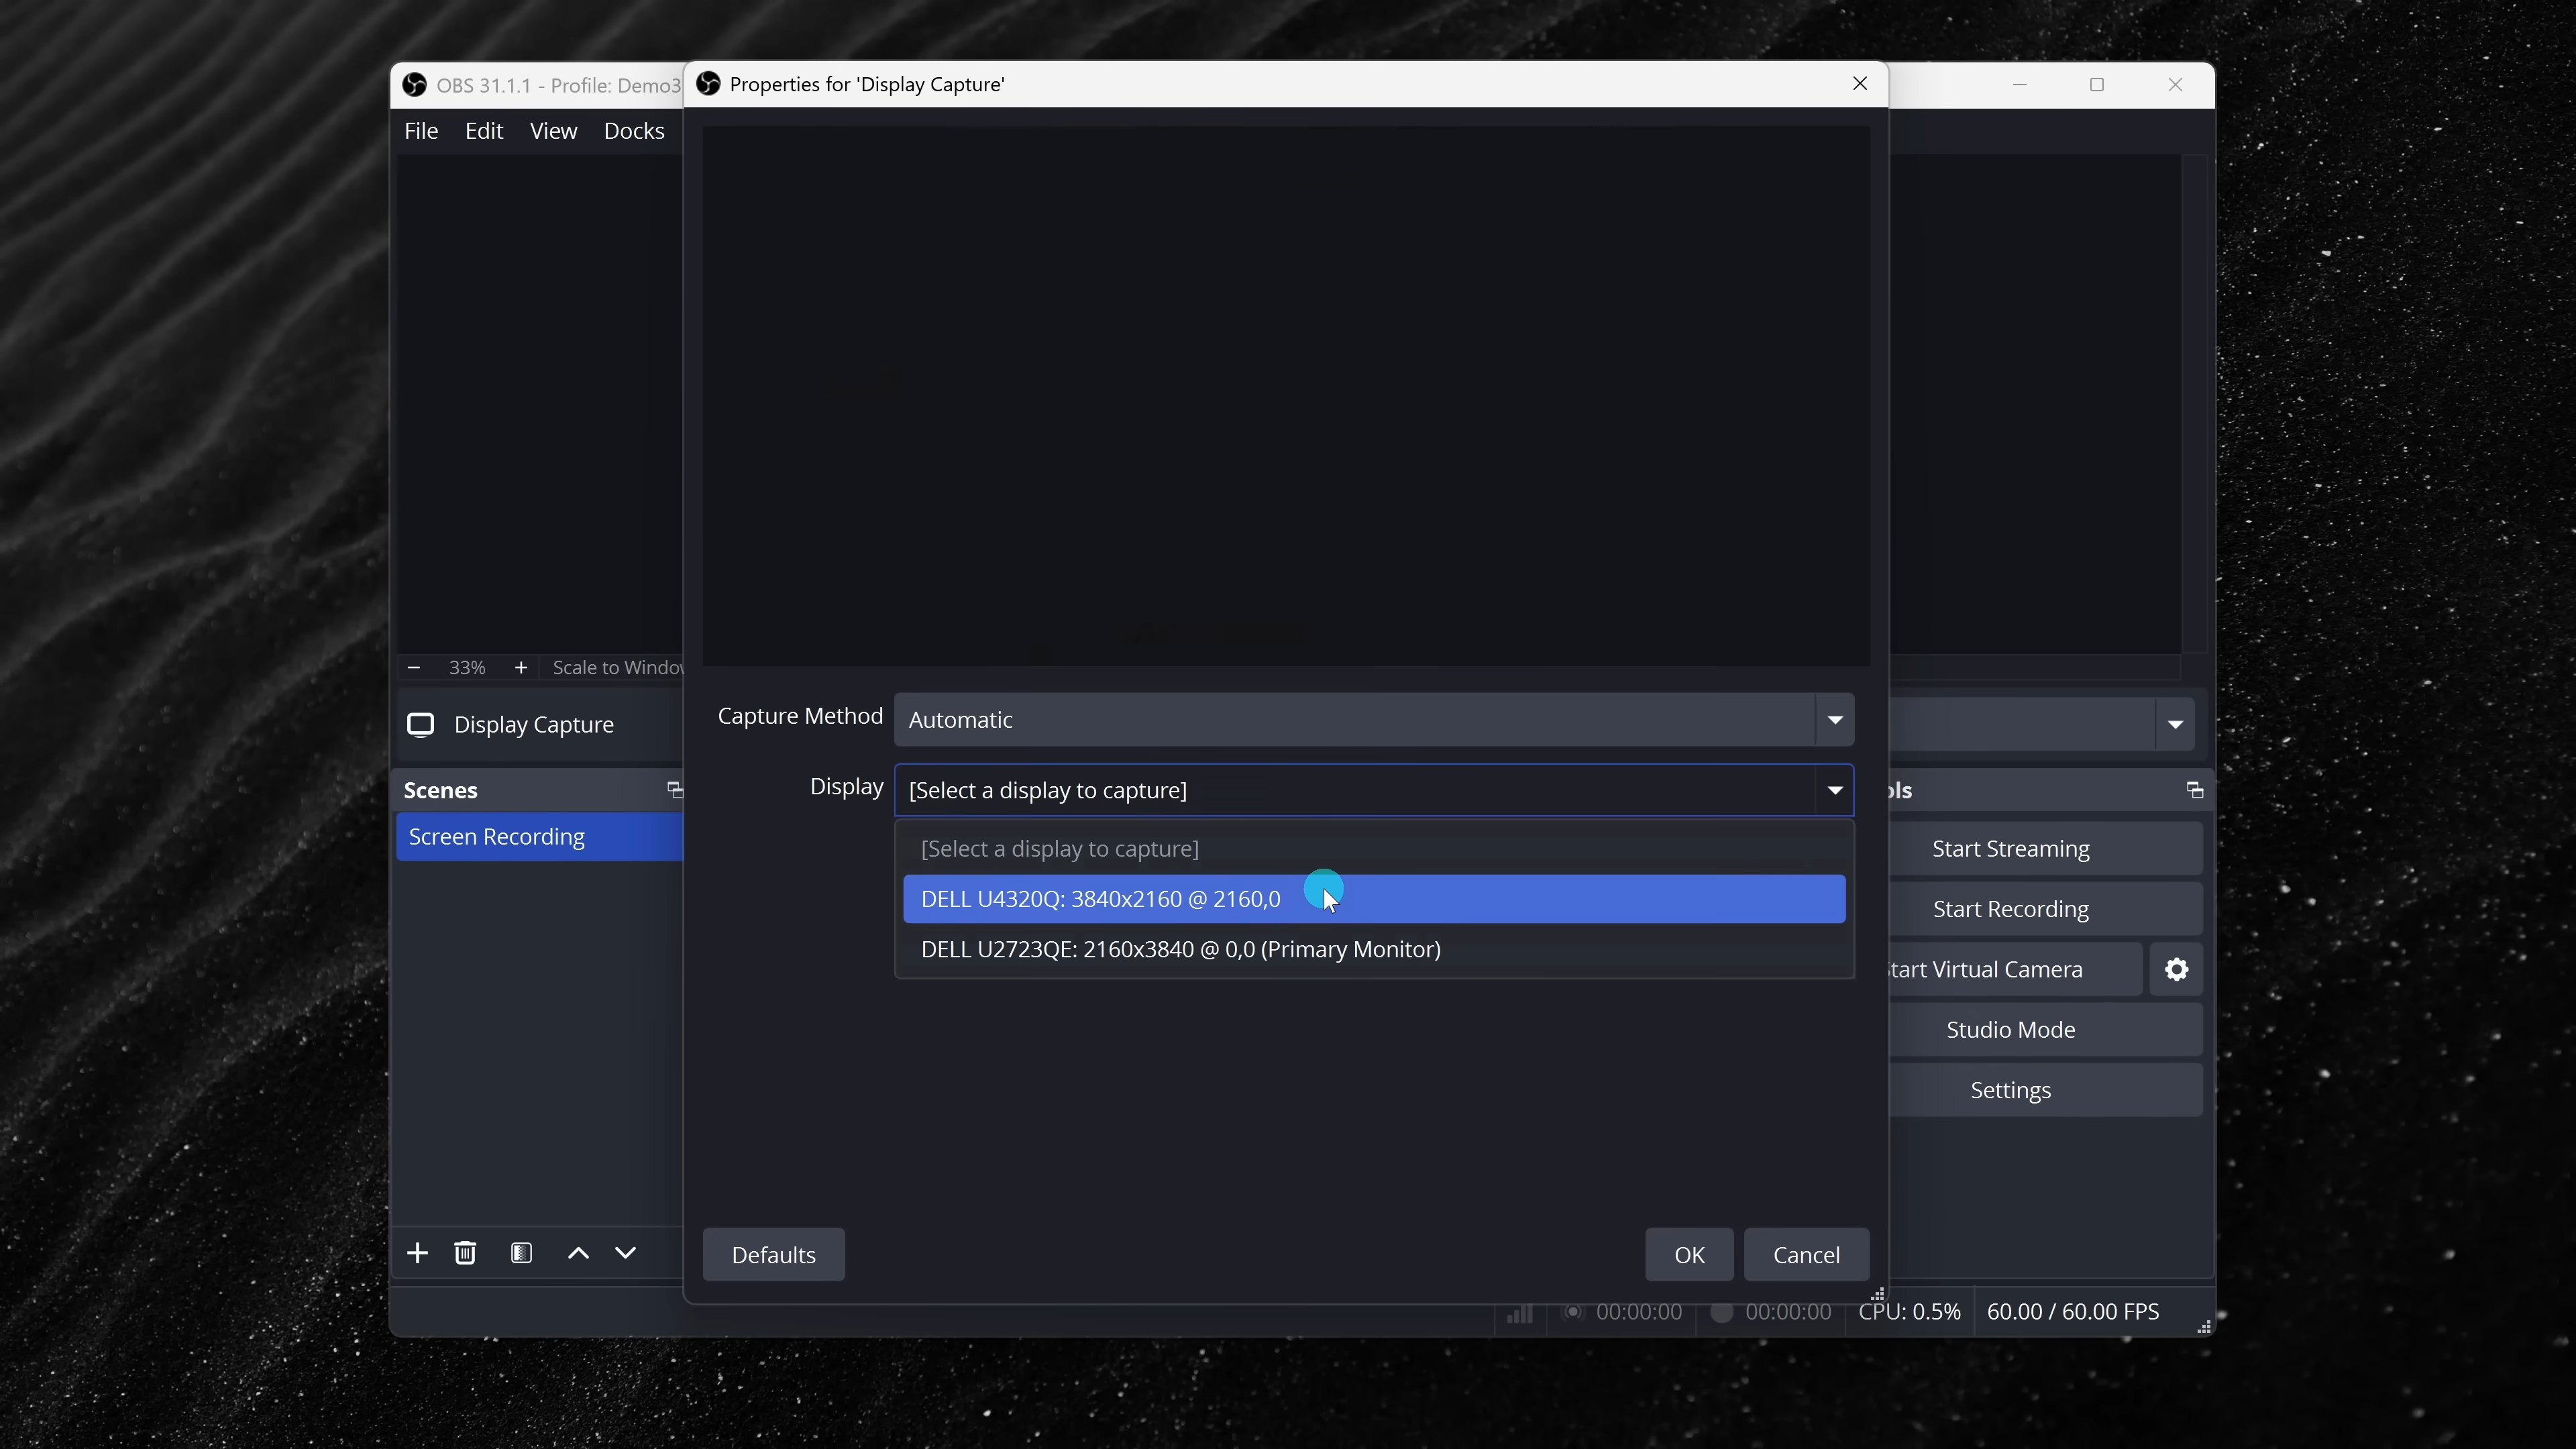 OBS 31.1.1 - Profile: Demo3
Properties for 'Display Capture'
File Edit View Docks
33% Scale to
Display Capture
Capture Method Automatic
Display [Select a display to capture]
[Select a display to capture]
DELL U4320Q: 3840x2160 @ 2160,0
DELL U2723QE: 2160x3840 @ 0,0 (Primary Monitor)
Scenes
Screen Recording
Start Streaming
Start Recording
Virtual Camera
Studio Mode
Settings
Defaults OK Cancel
00:00:00 00:00:00 CPU: 0.5% 60.00 / 60.00 FPS